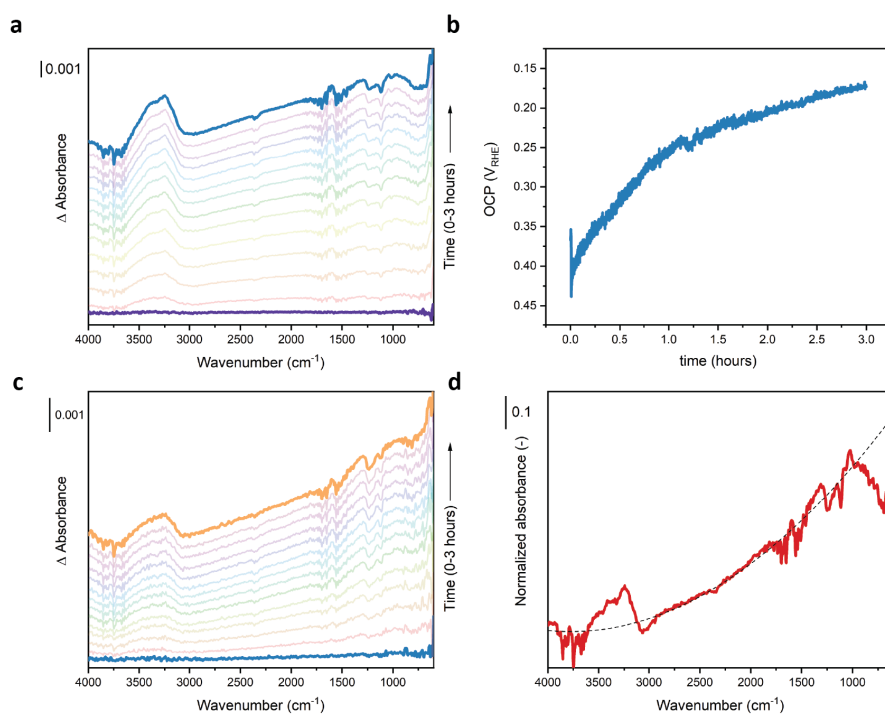 a
0.001
Δ Absorbance
Time (0-3 hours)
4000 3500 3000 2500 2000 1500 1000
Wavenumber (cm⁻¹)
b
0.15
0.20
0.25
0.30
0.35
0.40
0.45
OCP (V_RHE)
0.0 0.5 1.0 1.5 2.0 2.5 3.0
time (hours)
c
0.001
Δ Absorbance
Time (0-3 hours)
4000 3500 3000 2500 2000 1500 1000
Wavenumber (cm⁻¹)
d
0.1
Normalized absorbance (-)
4000 3500 3000 2500 2000 1500 1000
Wavenumber (cm⁻¹)